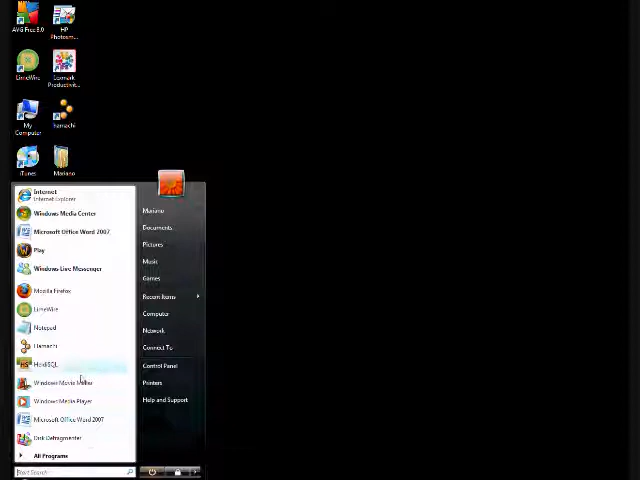 AVG Free 8.0
HP
Photosm...
LimeWire
Lexmark
Productivit...
My
Computer
hamachi
iTunes
Mariano
Internet
Internet Explorer
Windows Media Center
Microsoft Office Word 2007
Play
Windows Live Messenger
Mozilla Firefox
LimeWire
Notepad
Hamachi
HeidiSQL
Windows Movie Maker
Windows Media Player
Microsoft Office Word 2007
Disk Defragmenter
All Programs
Start Search
Mariano
Documents
Pictures
Music
Games
Recent Items
Computer
Network
Connect To
Control Panel
Printers
Help and Support